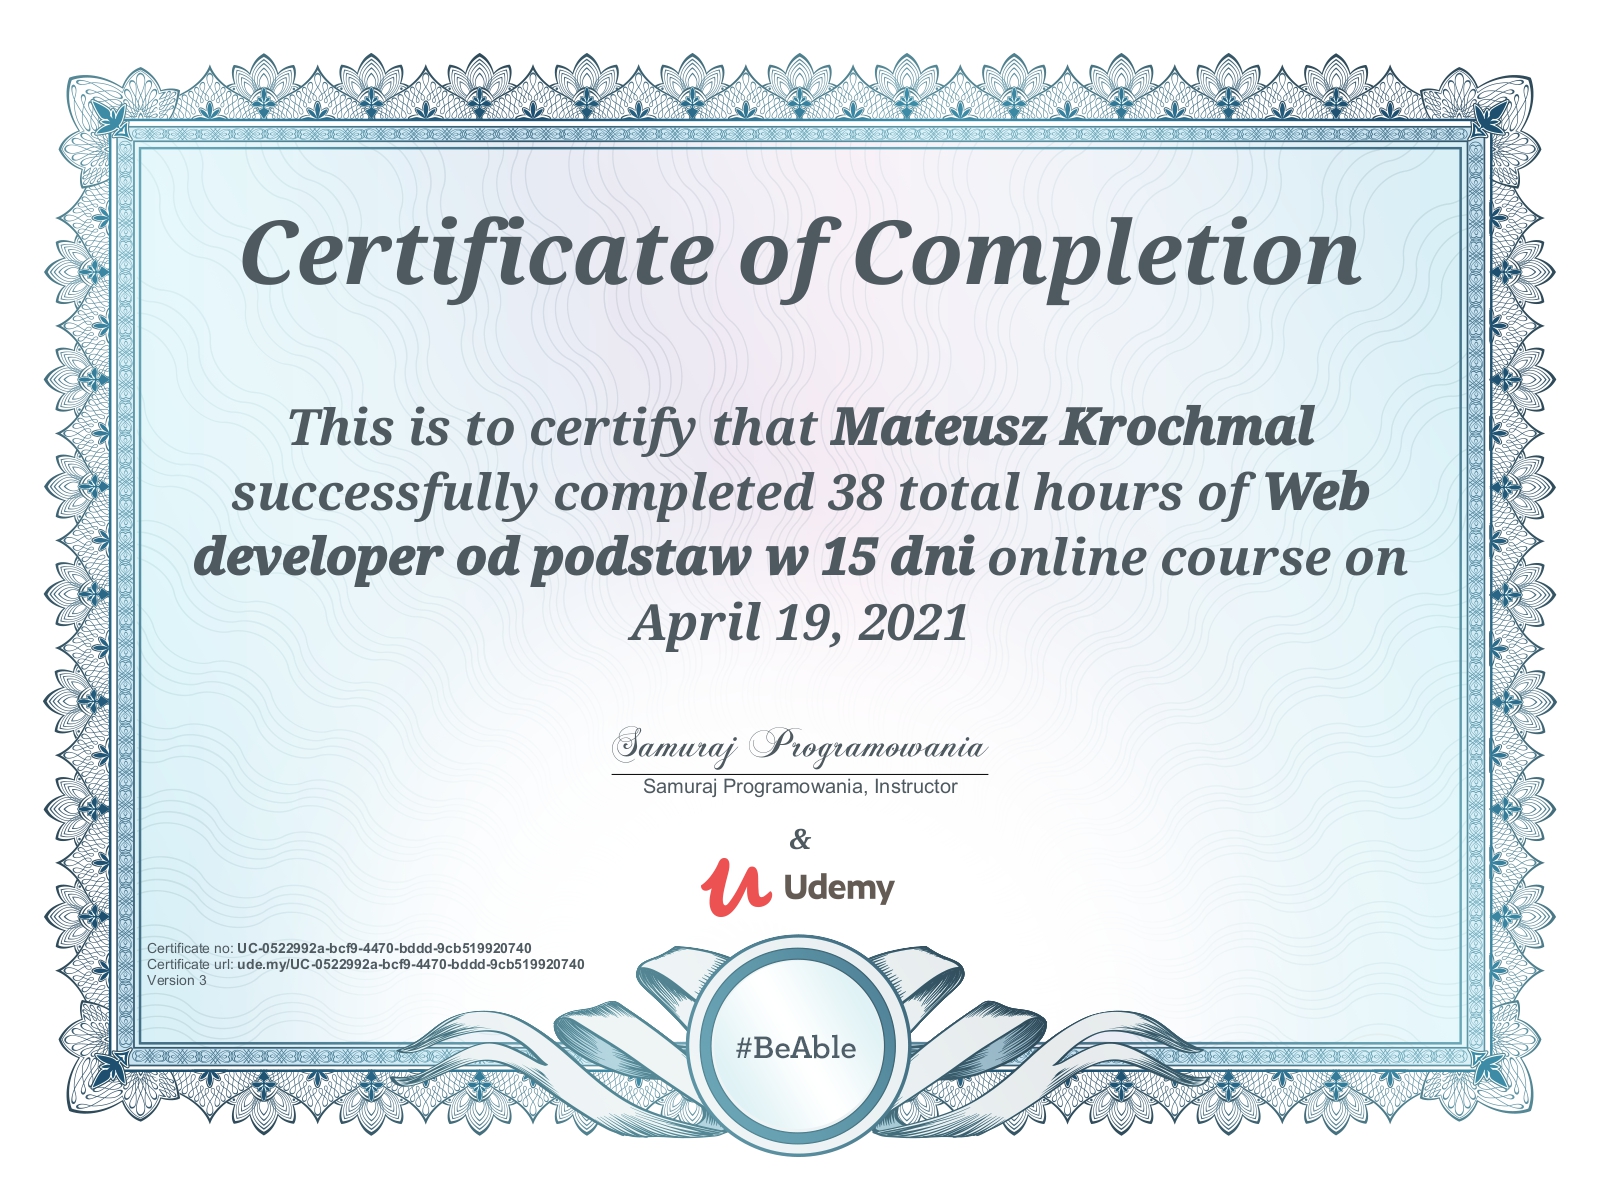 Certificate of Completion
This is to certify that Mateusz Krochmal
successfully completed 38 total hours of Web
developer od podstaw w 15 dni online course on
April 19, 2021
Samuraj Programowania
Samuraj Programowania, Instructor
&
Udemy
Certificate no: UC-0522992a-bcf9-4470-bddd-9cb519920740
Certificate url: ude.my/UC-0522992a-bcf9-4470-bddd-9cb519920740
Version 3
#BeAble